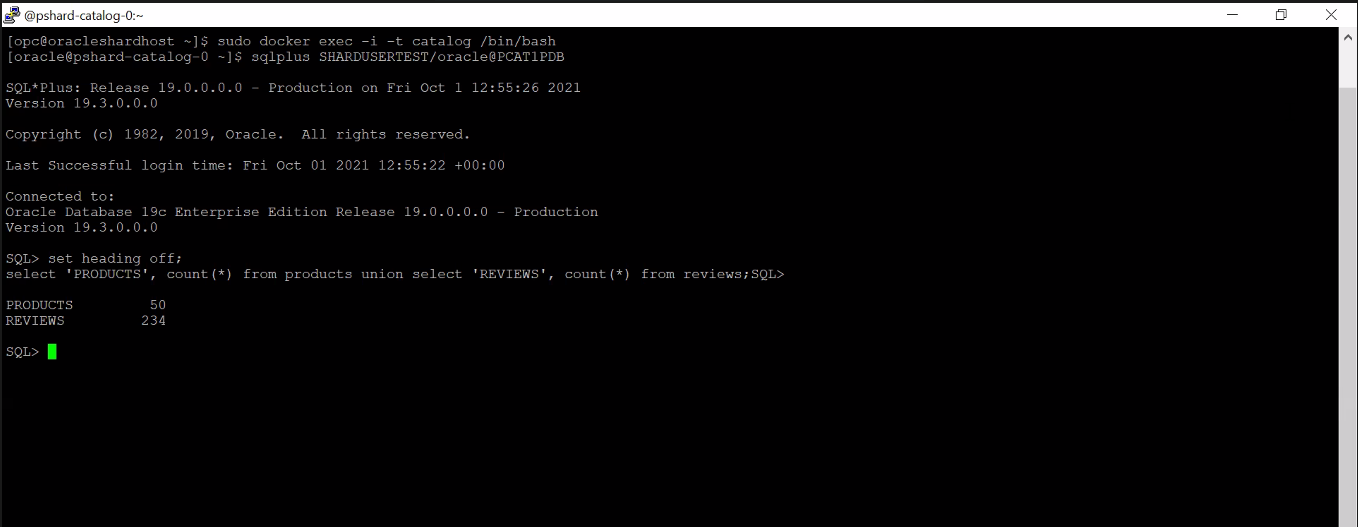 @pshard-catalog-0:~
[opc@oracleshardhost ~]$ sudo docker exec -i -t catalog /bin/bash
[oracle@pshard-catalog-0 ~]$ sqlplus SHARDUSERTEST/oracle@PCAT1PDB
SQL*Plus: Release 19.0.0.0.0 - Production on Fri Oct 1 12:55:26 2021
Version 19.3.0.0.0
Copyright (c) 1982, 2019, Oracle.  All rights reserved.
Last Successful login time: Fri Oct 01 2021 12:55:22 +00:00
Connected to:
Oracle Database 19c Enterprise Edition Release 19.0.0.0.0 - Production
Version 19.3.0.0.0
SQL> set heading off;
select 'PRODUCTS', count(*) from products union select 'REVIEWS', count(*) from reviews;SQL>
PRODUCTS         50
REVIEWS         234
SQL>